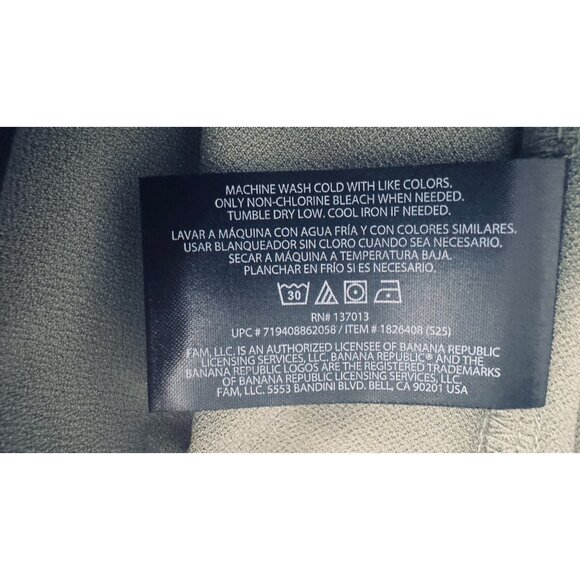 MACHINE WASH COLD WITH LIKE COLORS.
ONLY NON-CHLORINE BLEACH WHEN NEEDED.
TUMBLE DRY LOW. COOL IRON IF NEEDED.
LAVAR A MÁQUINA CON AGUA FRÍA Y CON COLORES SIMILARES.
USAR BLANQUEADOR SIN CLORO CUANDO SEA NECESARIO.
SECAR A MÁQUINA A TEMPERATURA BAJA.
PLANCHAR EN FRÍO SI ES NECESARIO.
30
RN# 137013
UPC # 719408862058 / ITEM # 1826408 (S25)
FAM, LLC. IS AN AUTHORIZED LICENSEE OF BANANA REPUBLIC
LICENSING SERVICES, LLC. BANANA REPUBLIC® AND THE
BANANA REPUBLIC LOGOS ARE THE REGISTERED TRADEMARKS
OF BANANA REPUBLIC LICENSING SERVICES, LLC.
FAM, LLC. 5553 BANDINI BLVD. BELL, CA 90201 USA